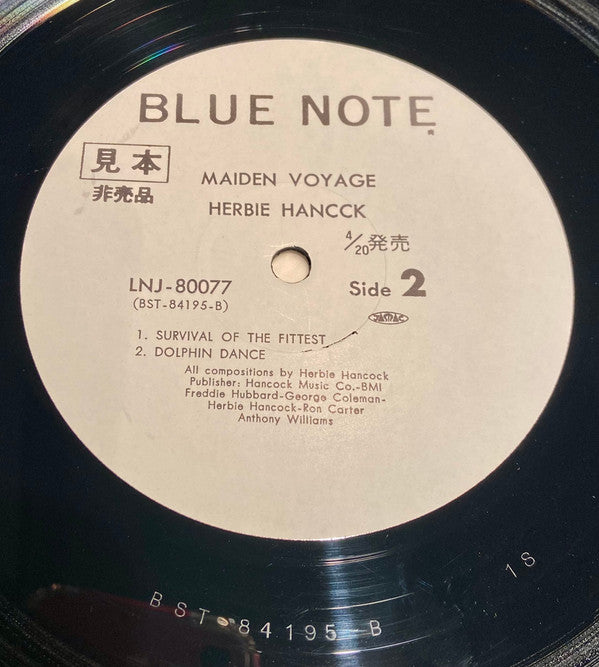 BLUE NOTE
見本
非売品
MAIDEN VOYAGE
HERBIE HANCCK
4/20発売
LNJ-80077
(BST-84195-B)
Side 2
JASRAC
1. SURVIVAL OF THE FITTEST
2. DOLPHIN DANCE
All compositions by Herbie Hancock
Publisher: Hancock Music Co.-BMI
Freddie Hubbard-George Coleman-
Herbie Hancock-Ron Carter
Anthony Williams
BST-84195-B
1S